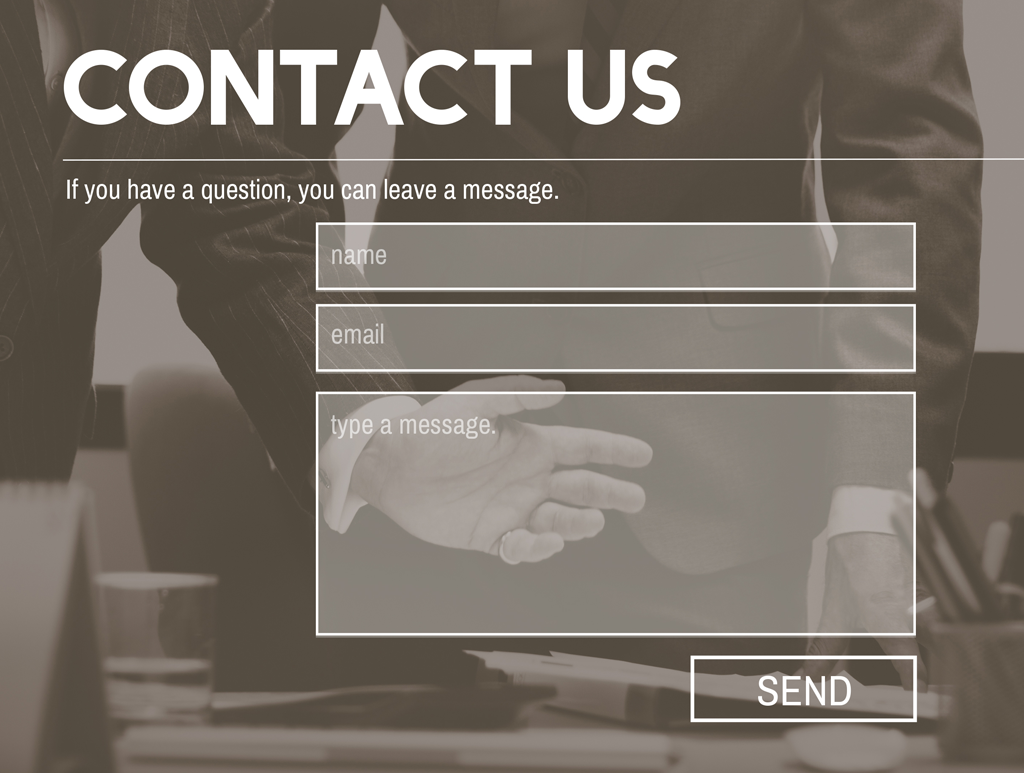 CONTACT US
If you have a question, you can leave a message.
name
email
type a message.
SEND